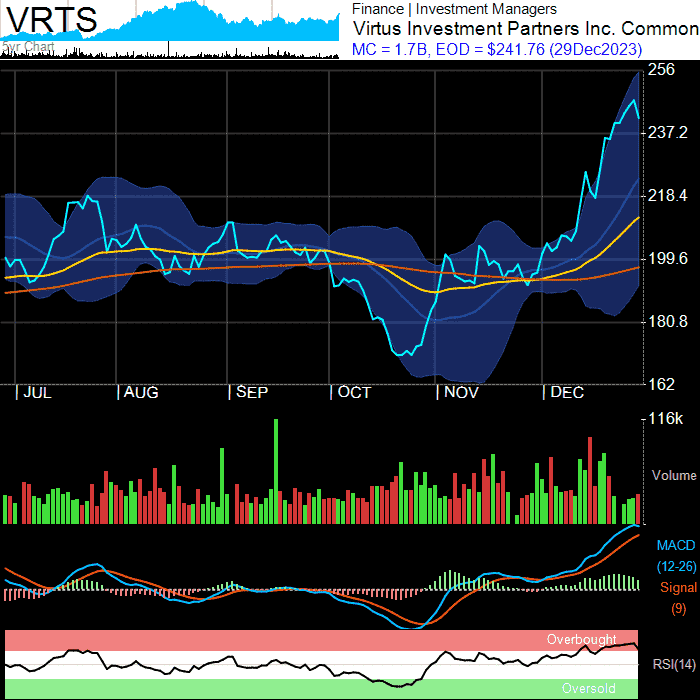 VRTS
5yr Chart
Finance | Investment Managers
Virtus Investment Partners Inc. Common
MC = 1.7B, EOD = $241.76 (29Dec2023)
256
237.2
218.4
199.6
180.8
162
| JUL | AUG | SEP | OCT | NOV | DEC
116k
Volume
MACD
(12-26)
Signal
(9)
Overbought
RSI(14)
Oversold